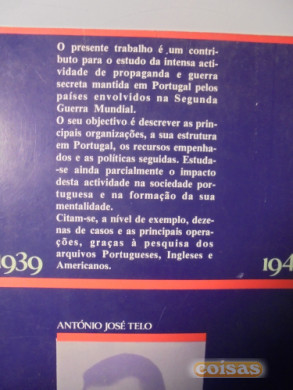 O presente trabalho é um contri-
buto para o estudo da intensa acti-
vidade de propaganda e guerra
secreta mantida em Portugal pelos
países envolvidos na Segunda
Guerra Mundial.
O seu objectivo é descrever as prin-
cipais organizações, a sua estrutura
em Portugal, os recursos empenha-
dos e as políticas seguidas. Estuda-
-se ainda parcialmente o impacto
desta actividade na sociedade por-
tuguesa e na formação da sua
mentalidade.
Citam-se, a nível de exemplo, deze-
nas de casos e as principais opera-
ções, graças à pesquisa dos
arquivos Portugueses, Ingleses e
Americanos.
1939
194
ANTÓNIO JOSÉ TELO
coisas